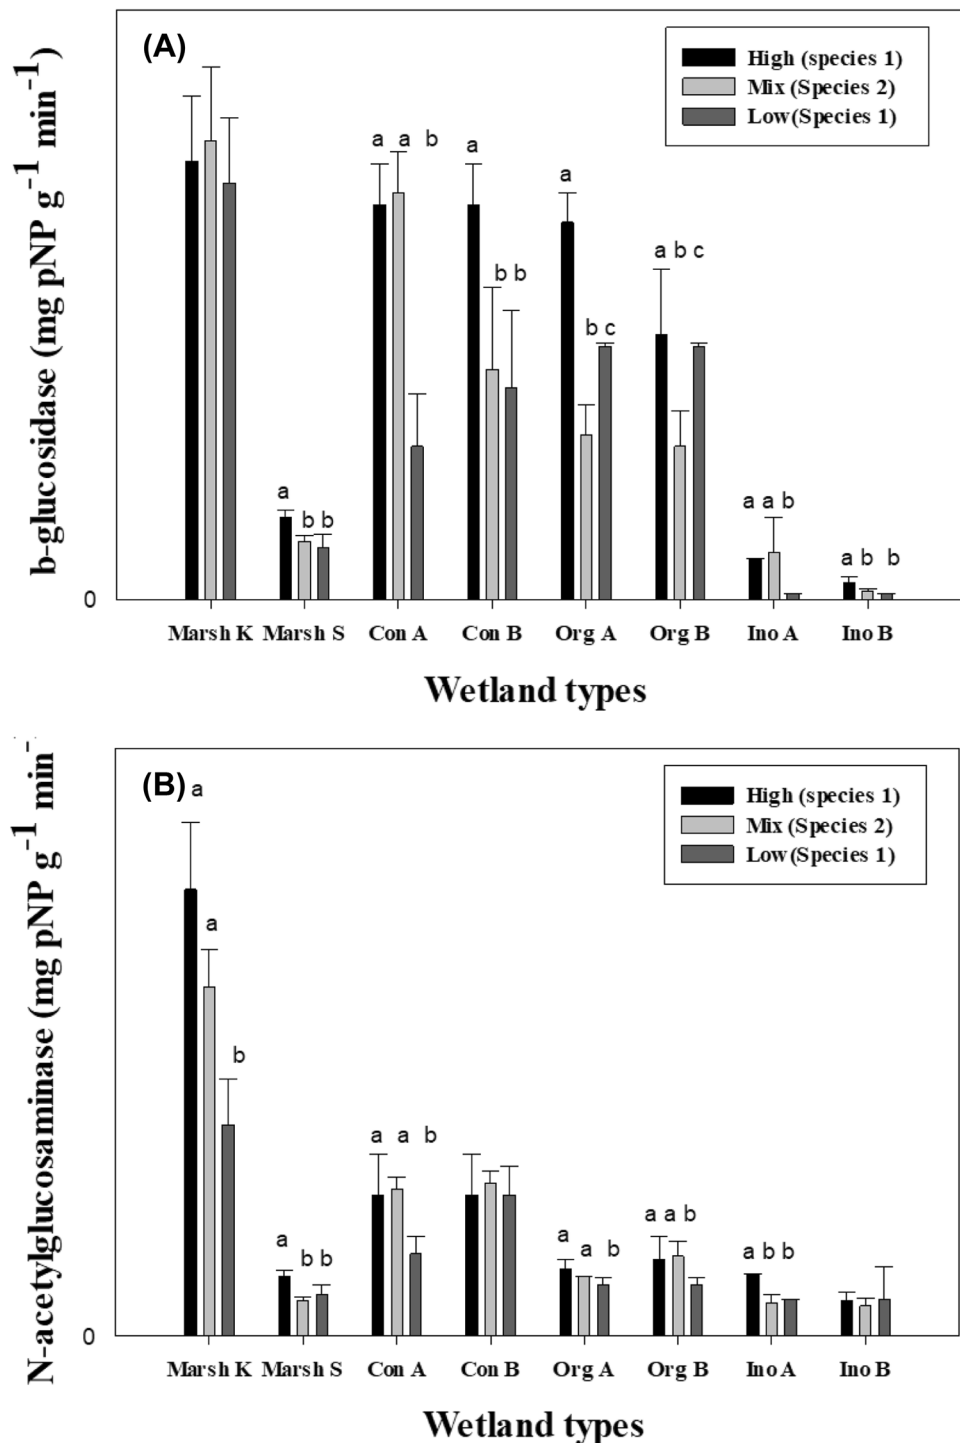 (A)
High (species 1)
Mix (Species 2)
Low(Species 1)
b-glucosidase (mg pNP g⁻¹ min⁻¹)
a a b
a
a
b b
a b c
b c
a
b b
a a b
a b b
0
Marsh K Marsh S Con A Con B Org A Org B Ino A Ino B
Wetland types
(B)
High (species 1)
Mix (Species 2)
Low(Species 1)
N-acetylglucosaminase (mg pNP g⁻¹ min⁻
a
a
b
a a b
a
b b
a
a b
a a b
a b b
0
Marsh K Marsh S Con A Con B Org A Org B Ino A Ino B
Wetland types